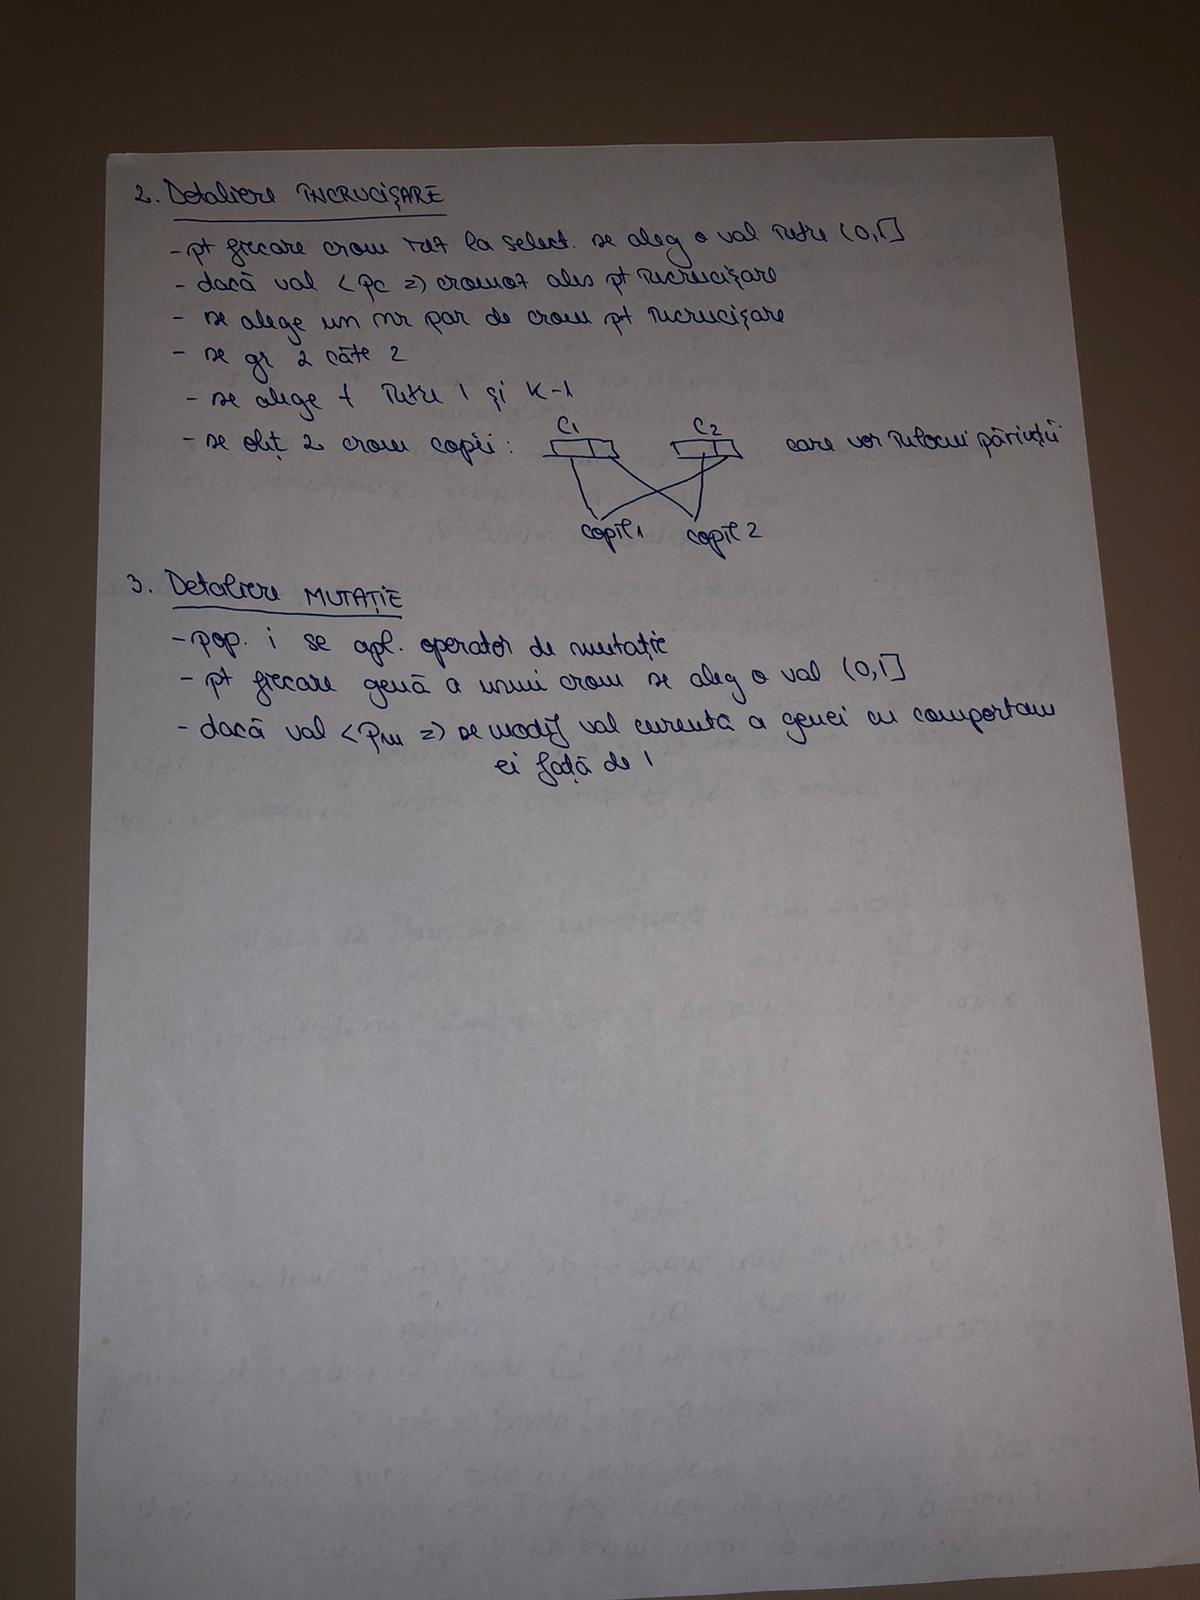 2. Detaliere ÎNCRUCIȘARE
- pt fiecare crom rez la select. se aleg o val între (0,1]
- dacă val < pc => cromoz ales pt încrucișare
- se alege un nr par de crom pt încrucișare
- se gr 2 câte 2
- se alege t între 1 și K-1
- se obț 2 crom copii : C1 C2 care vor înlocui părinții
copil 1 copil 2
3. Detaliere MUTAȚIE
- pop. i se apl. operator de mutație
- pt fiecare genă a unui crom se aleg o val (0,1]
- dacă val < pm => se modif val curentă a genei cu complortam
ei față de 1